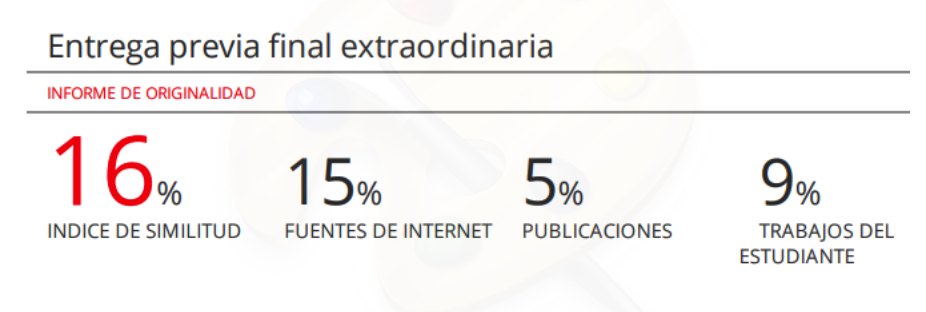 Entrega previa final extraordinaria
INFORME DE ORIGINALIDAD
16% 15% 5% 9%
INDICE DE SIMILITUD FUENTES DE INTERNET PUBLICACIONES TRABAJOS DEL
ESTUDIANTE